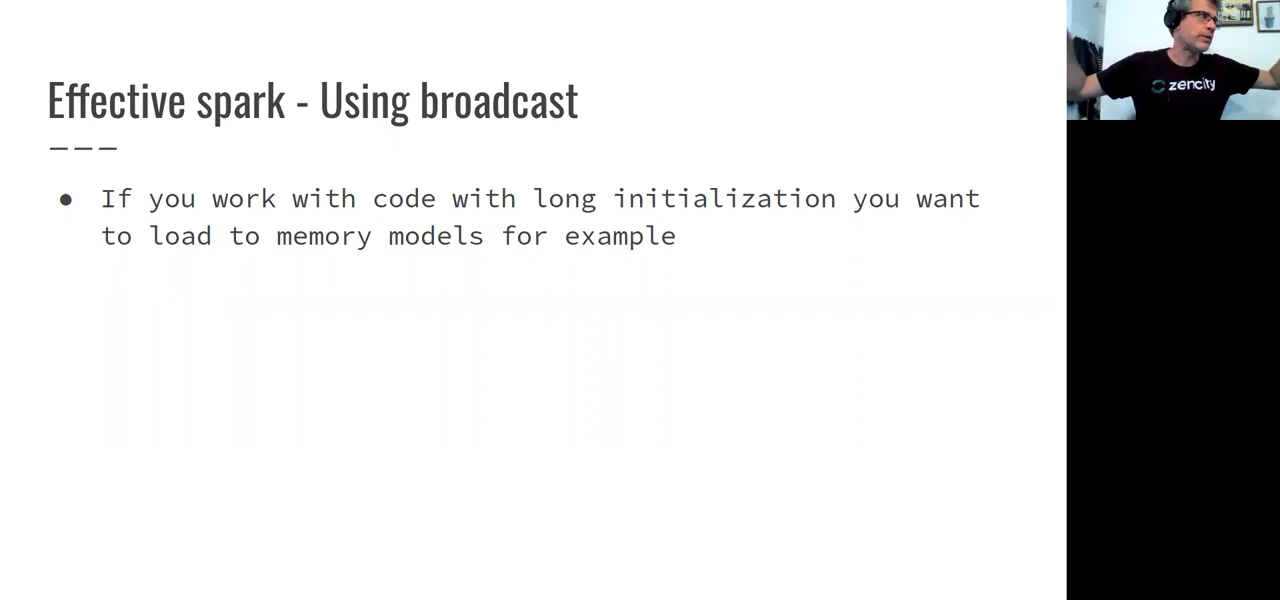 Effective spark - Using broadcast
● If you work with code with long initialization you want
to load to memory models for example
zencity